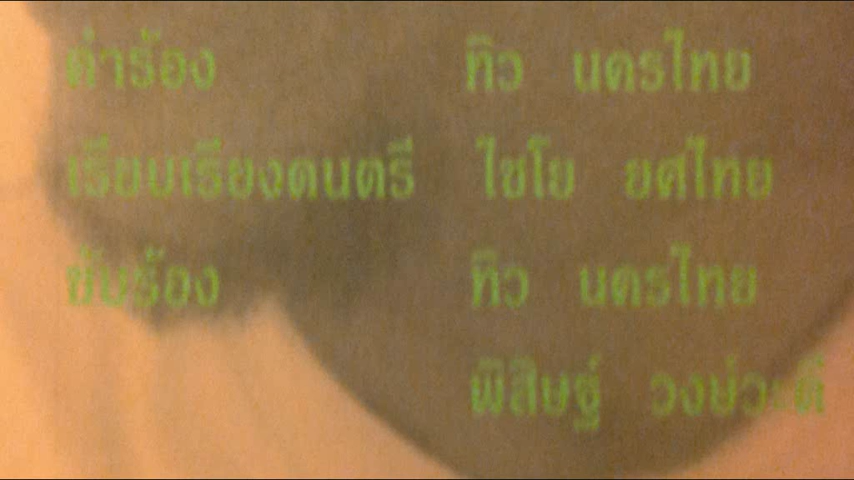 คำร้อง ทิว นครไทย
เรียบเรียงดนตรี ไชโย ยศไทย
ขับร้อง ทิว นครไทย
พิสิษฐ์